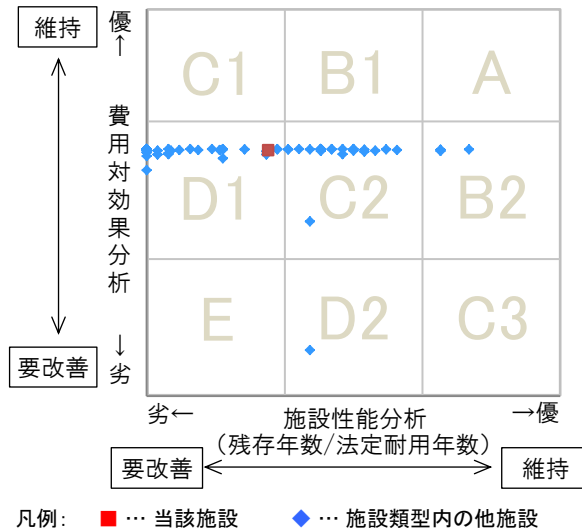 維持
優
↑
費用対効果分析
↓
劣
要改善
C1 B1 A
D1 C2 B2
E D2 C3
劣← 施設性能分析 →優
（残存年数/法定耐用年数）
要改善 維持
凡例： ■ … 当該施設 ◆ … 施設類型内の他施設